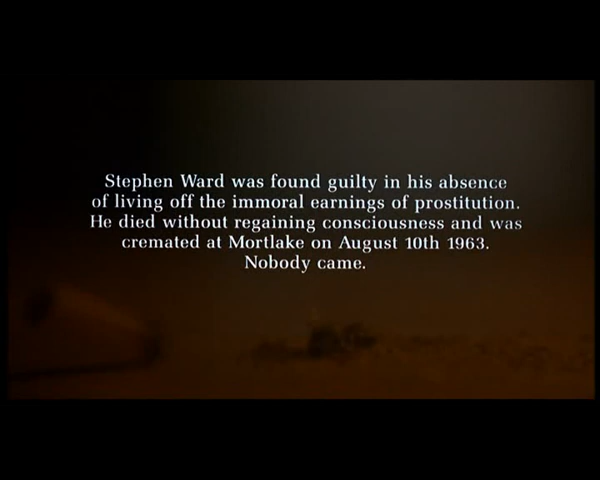 Stephen Ward was found guilty in his absence
of living off the immoral earnings of prostitution.
He died without regaining consciousness and was
cremated at Mortlake on August 10th 1963.
Nobody came.